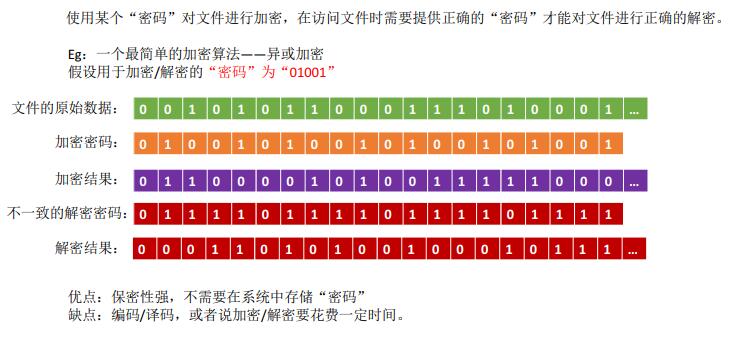 使用某个“密码”对文件进行加密，在访问文件时需要提供正确的“密码”才能对文件进行正确的解密。
Eg：一个最简单的加密算法——异或加密
假设用于加密/解密的“密码”为“01001”
文件的原始数据： 0 0 1 0 1 0 1 1 0 0 0 1 1 1 0 1 0 0 0 1 …
加密密码： 0 1 0 0 1 0 1 0 0 1 0 1 0 0 1 0 1 0 0 1
加密结果： 0 1 1 0 0 0 0 1 0 1 0 0 1 1 1 1 1 0 0 0 …
不一致的解密密码： 0 1 1 1 1 0 1 1 1 1 0 1 1 1 1 0 1 1 1 1
解密结果： 0 0 0 1 1 0 1 0 1 0 0 1 0 0 0 1 0 1 1 1 …
优点：保密性强，不需要在系统中存储“密码”
缺点：编码/译码，或者说加密/解密要花费一定时间。